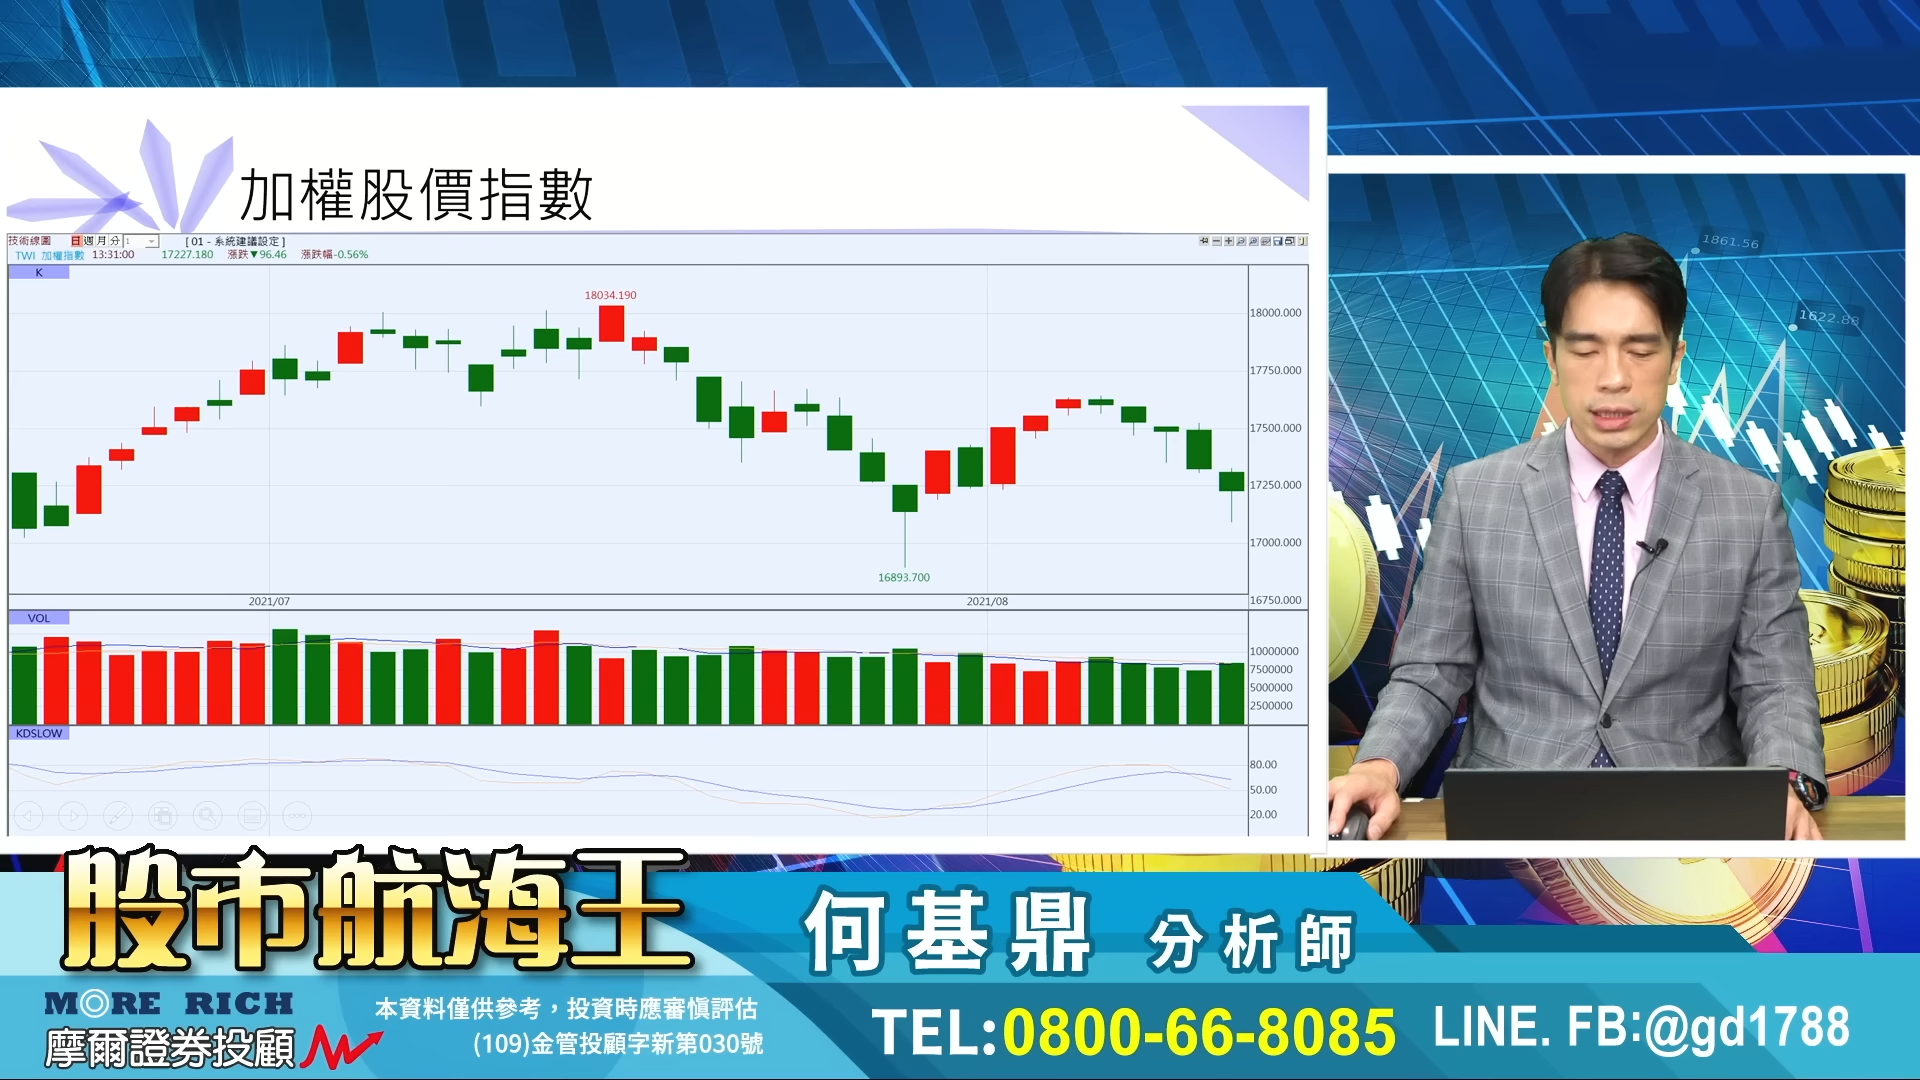 加權股價指數
技術線圖 日 週 月 分 1 [ 01 - 系統建議設定 ]
TWI 加權指數 13:31:00 17227.180 漲跌▼96.46 漲跌幅-0.56%
K
18034.190
18000.000
17750.000
17500.000
17250.000
17000.000
16893.700
16750.000
2021/07 2021/08
VOL
10000000
7500000
5000000
2500000
KDSLOW
80.00
50.00
20.00
1861.56
1622.88
股市航海王
何基鼎 分析師
MORE RICH
摩爾證券投顧
本資料僅供參考，投資時應審慎評估
(109)金管投顧字新第030號
TEL:0800-66-8085
LINE. FB:@gd1788